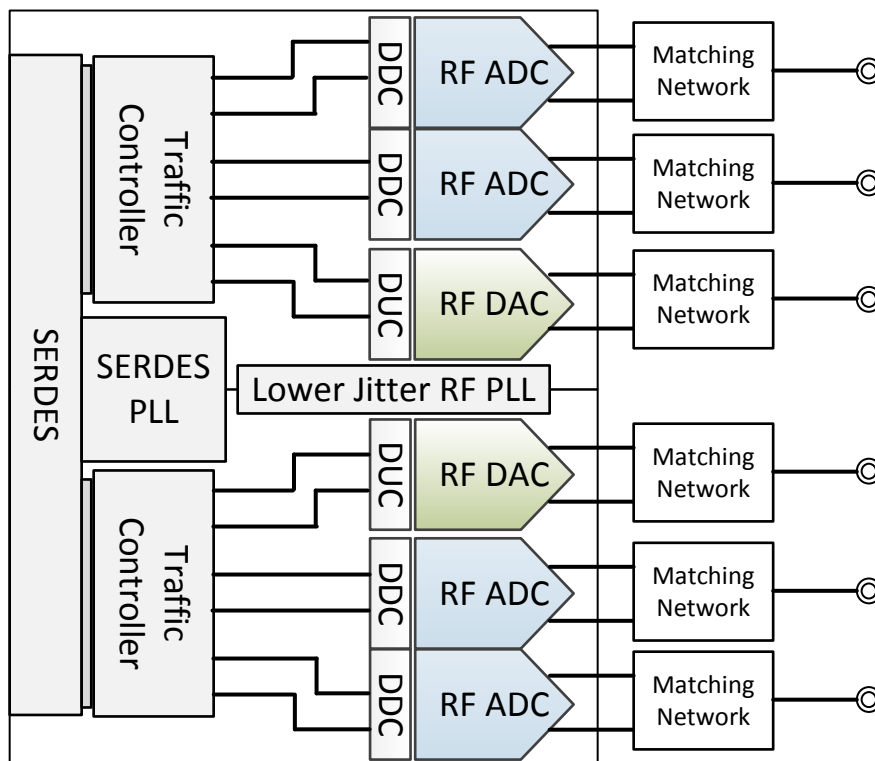 SERDES
Traffic
Controller
DDC
RF ADC
Matching
Network
DDC
RF ADC
Matching
Network
DUC
RF DAC
Matching
Network
SERDES
PLL
Lower Jitter RF PLL
Traffic
Controller
DUC
RF DAC
Matching
Network
DDC
RF ADC
Matching
Network
DDC
RF ADC
Matching
Network